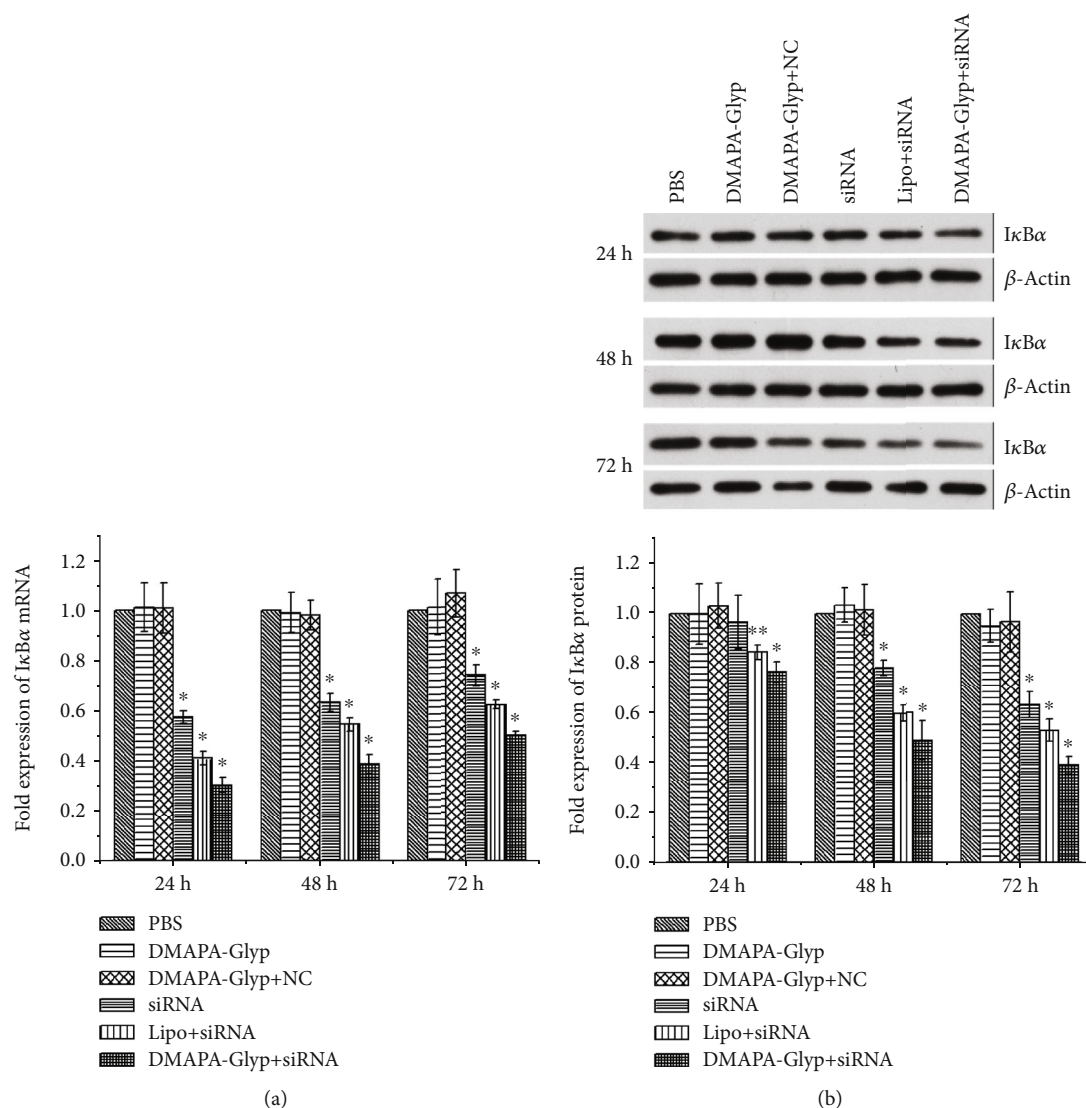 PBS
DMAPA-Glyp
DMAPA-Glyp+NC
siRNA
Lipo+siRNA
DMAPA-Glyp+siRNA
24 h
IκBα
β-Actin
48 h
IκBα
β-Actin
72 h
IκBα
β-Actin
Fold expression of IκBα mRNA
1.2
1.0
0.8
0.6
0.4
0.2
0.0
* * *
* * *
* * *
24 h 48 h 72 h
PBS
DMAPA-Glyp
DMAPA-Glyp+NC
siRNA
Lipo+siRNA
DMAPA-Glyp+siRNA
(a)
Fold expression of IκBα protein
1.2
1.0
0.8
0.6
0.4
0.2
0.0
** *
* * *
* * *
24 h 48 h 72 h
PBS
DMAPA-Glyp
DMAPA-Glyp+NC
siRNA
Lipo+siRNA
DMAPA-Glyp+siRNA
(b)